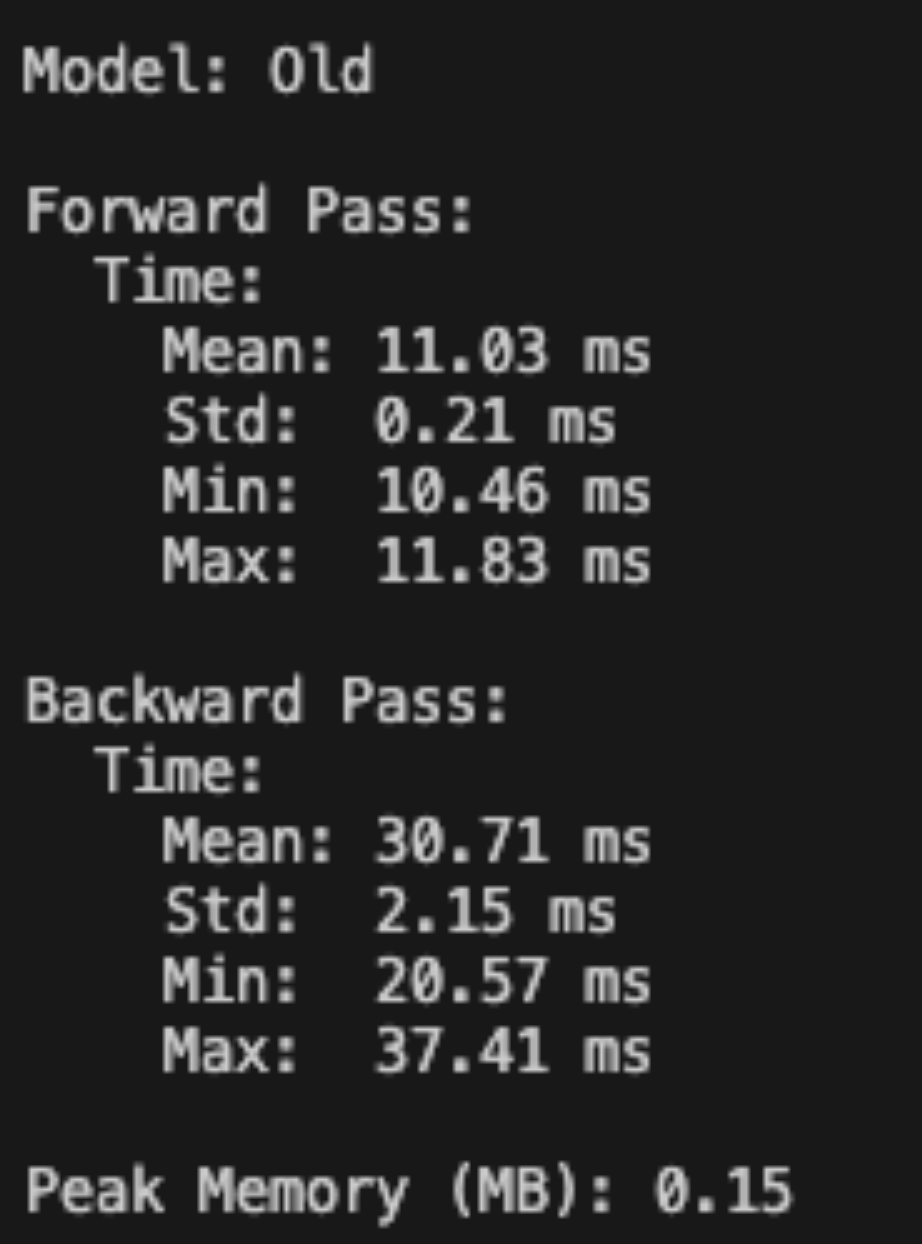 Model: Old
Forward Pass:
Time:
Mean: 11.03 ms
Std: 0.21 ms
Min: 10.46 ms
Max: 11.83 ms
Backward Pass:
Time:
Mean: 30.71 ms
Std: 2.15 ms
Min: 20.57 ms
Max: 37.41 ms
Peak Memory (MB): 0.15